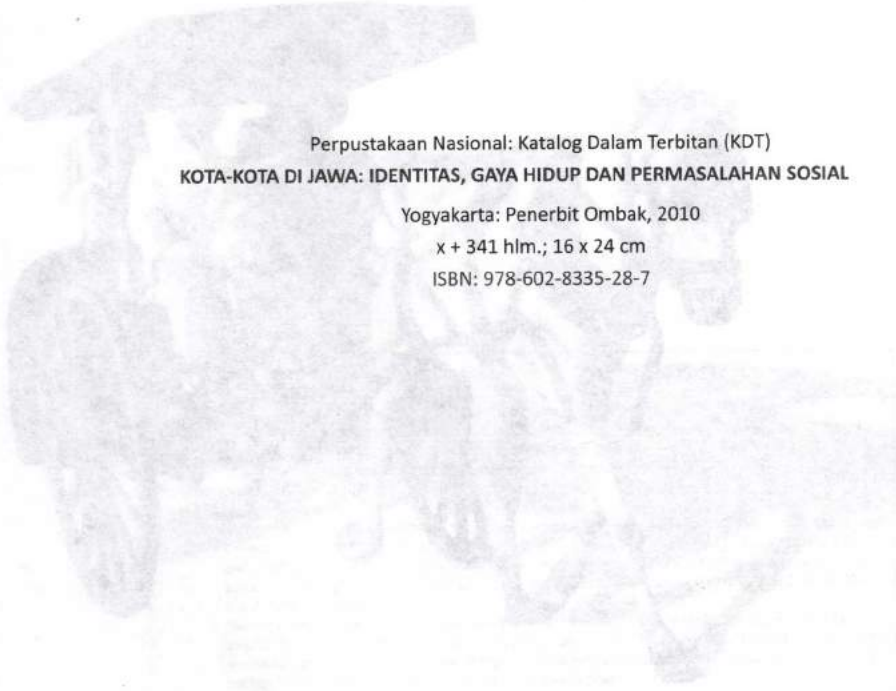 Perpustakaan Nasional: Katalog Dalam Terbitan (KDT)
KOTA-KOTA DI JAWA: IDENTITAS, GAYA HIDUP DAN PERMASALAHAN SOSIAL
Yogyakarta: Penerbit Ombak, 2010
x + 341 hlm.; 16 x 24 cm
ISBN: 978-602-8335-28-7